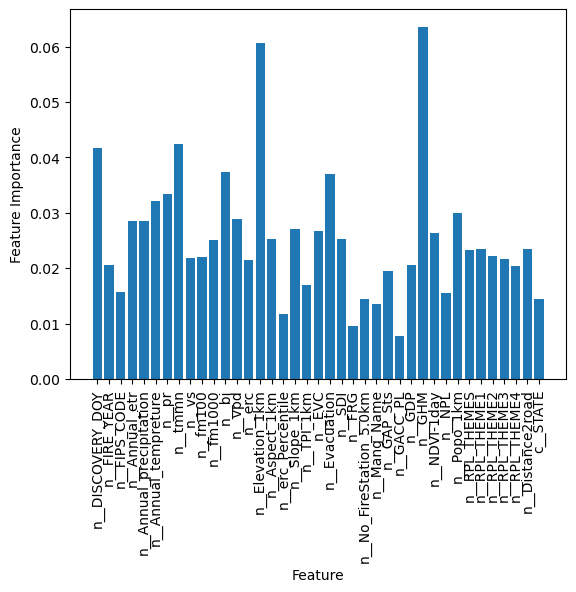 0.06
0.05
0.04
0.03
0.02
0.01
0.00
Feature Importance
n__DISCOVERY_DOY
n__FIRE_YEAR
n__FIPS_CODE
n__Annual_etr
n__Annual_precipitation
n__Annual_tempreture
n__pr
n__tmmn
n__vs
n__fm100
n__fm1000
n__bi
n__vpd
n__erc
n__Elevation_1km
n__Aspect_1km
n__erc_Percentile
n__Slope_1km
n__TPI_1km
n__EVC
n__Evacuation
n__SDI
n__FRG
n__No_FireStation_5.0km
n__Mang_Name
n__GAP_Sts
n__GACC_PL
n__GDP
n__GHM
n__NDVI-1day
n__NPL
n__Popo_1km
n__RPL_THEMES
n__RPL_THEME1
n__RPL_THEME2
n__RPL_THEME3
n__RPL_THEME4
n__Distance2road
c__STATE
Feature